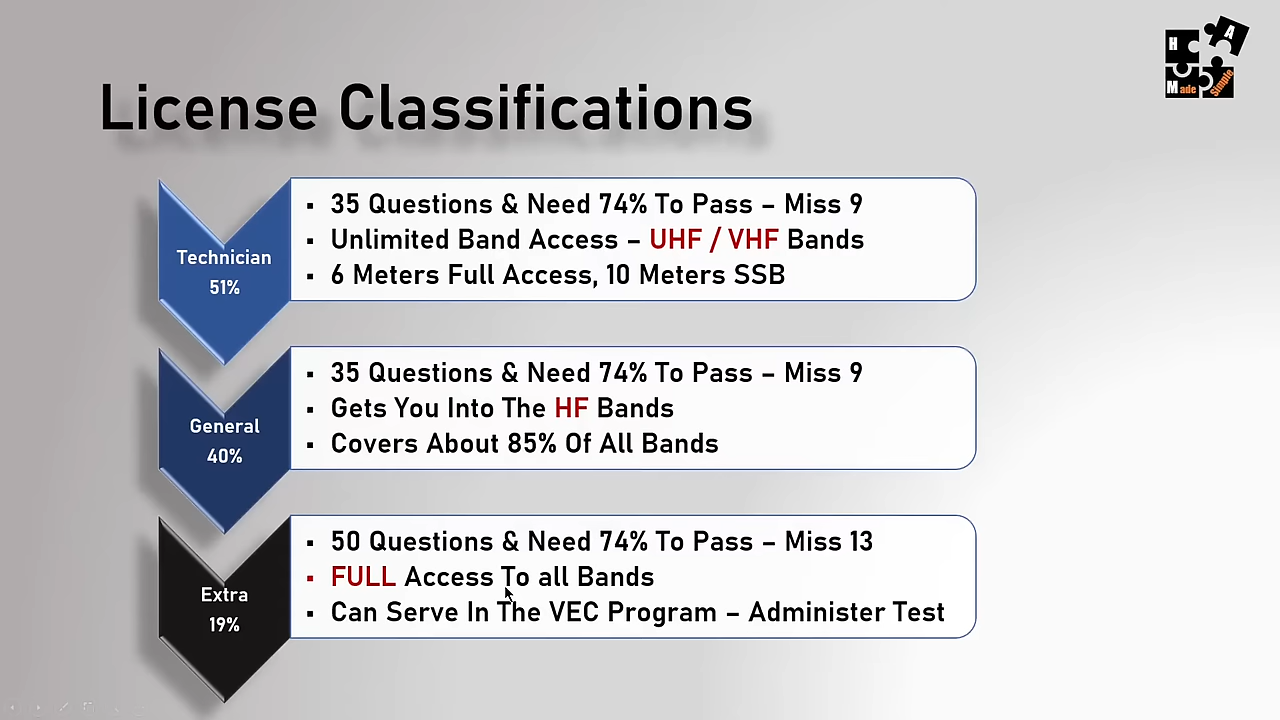 H A
Made Simple
License Classifications
Technician
51%
▪ 35 Questions & Need 74% To Pass – Miss 9
▪ Unlimited Band Access – UHF / VHF Bands
▪ 6 Meters Full Access, 10 Meters SSB
General
40%
▪ 35 Questions & Need 74% To Pass – Miss 9
▪ Gets You Into The HF Bands
▪ Covers About 85% Of All Bands
Extra
19%
▪ 50 Questions & Need 74% To Pass – Miss 13
▪ FULL Access To all Bands
▪ Can Serve In The VEC Program – Administer Test